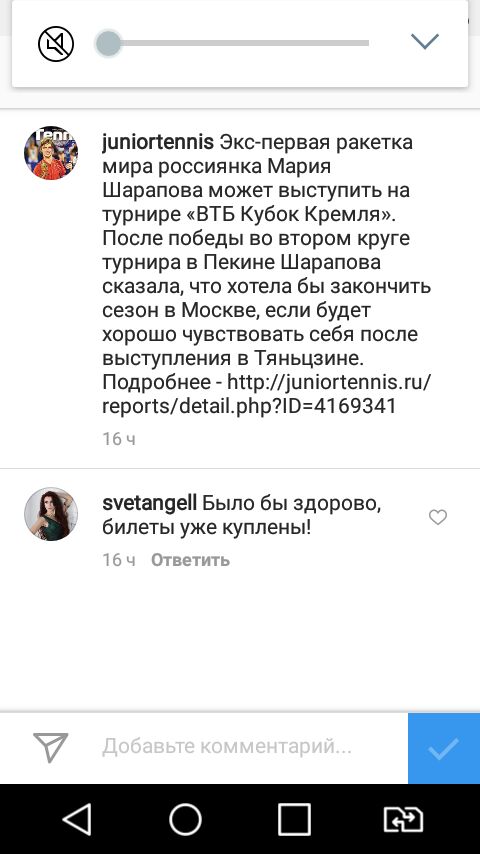 Tennis
juniortennis Экс-первая ракетка
мира россиянка Мария
Шарапова может выступить на
турнире «ВТБ Кубок Кремля».
После победы во втором круге
турнира в Пекине Шарапова
сказала, что хотела бы закончить
сезон в Москве, если будет
хорошо чувствовать себя после
выступления в Тяньцзине.
Подробнее - http://juniortennis.ru/
reports/detail.php?ID=4169341
16 ч
svetangell Было бы здорово,
билеты уже куплены!
16 ч Ответить
Добавьте комментарий...